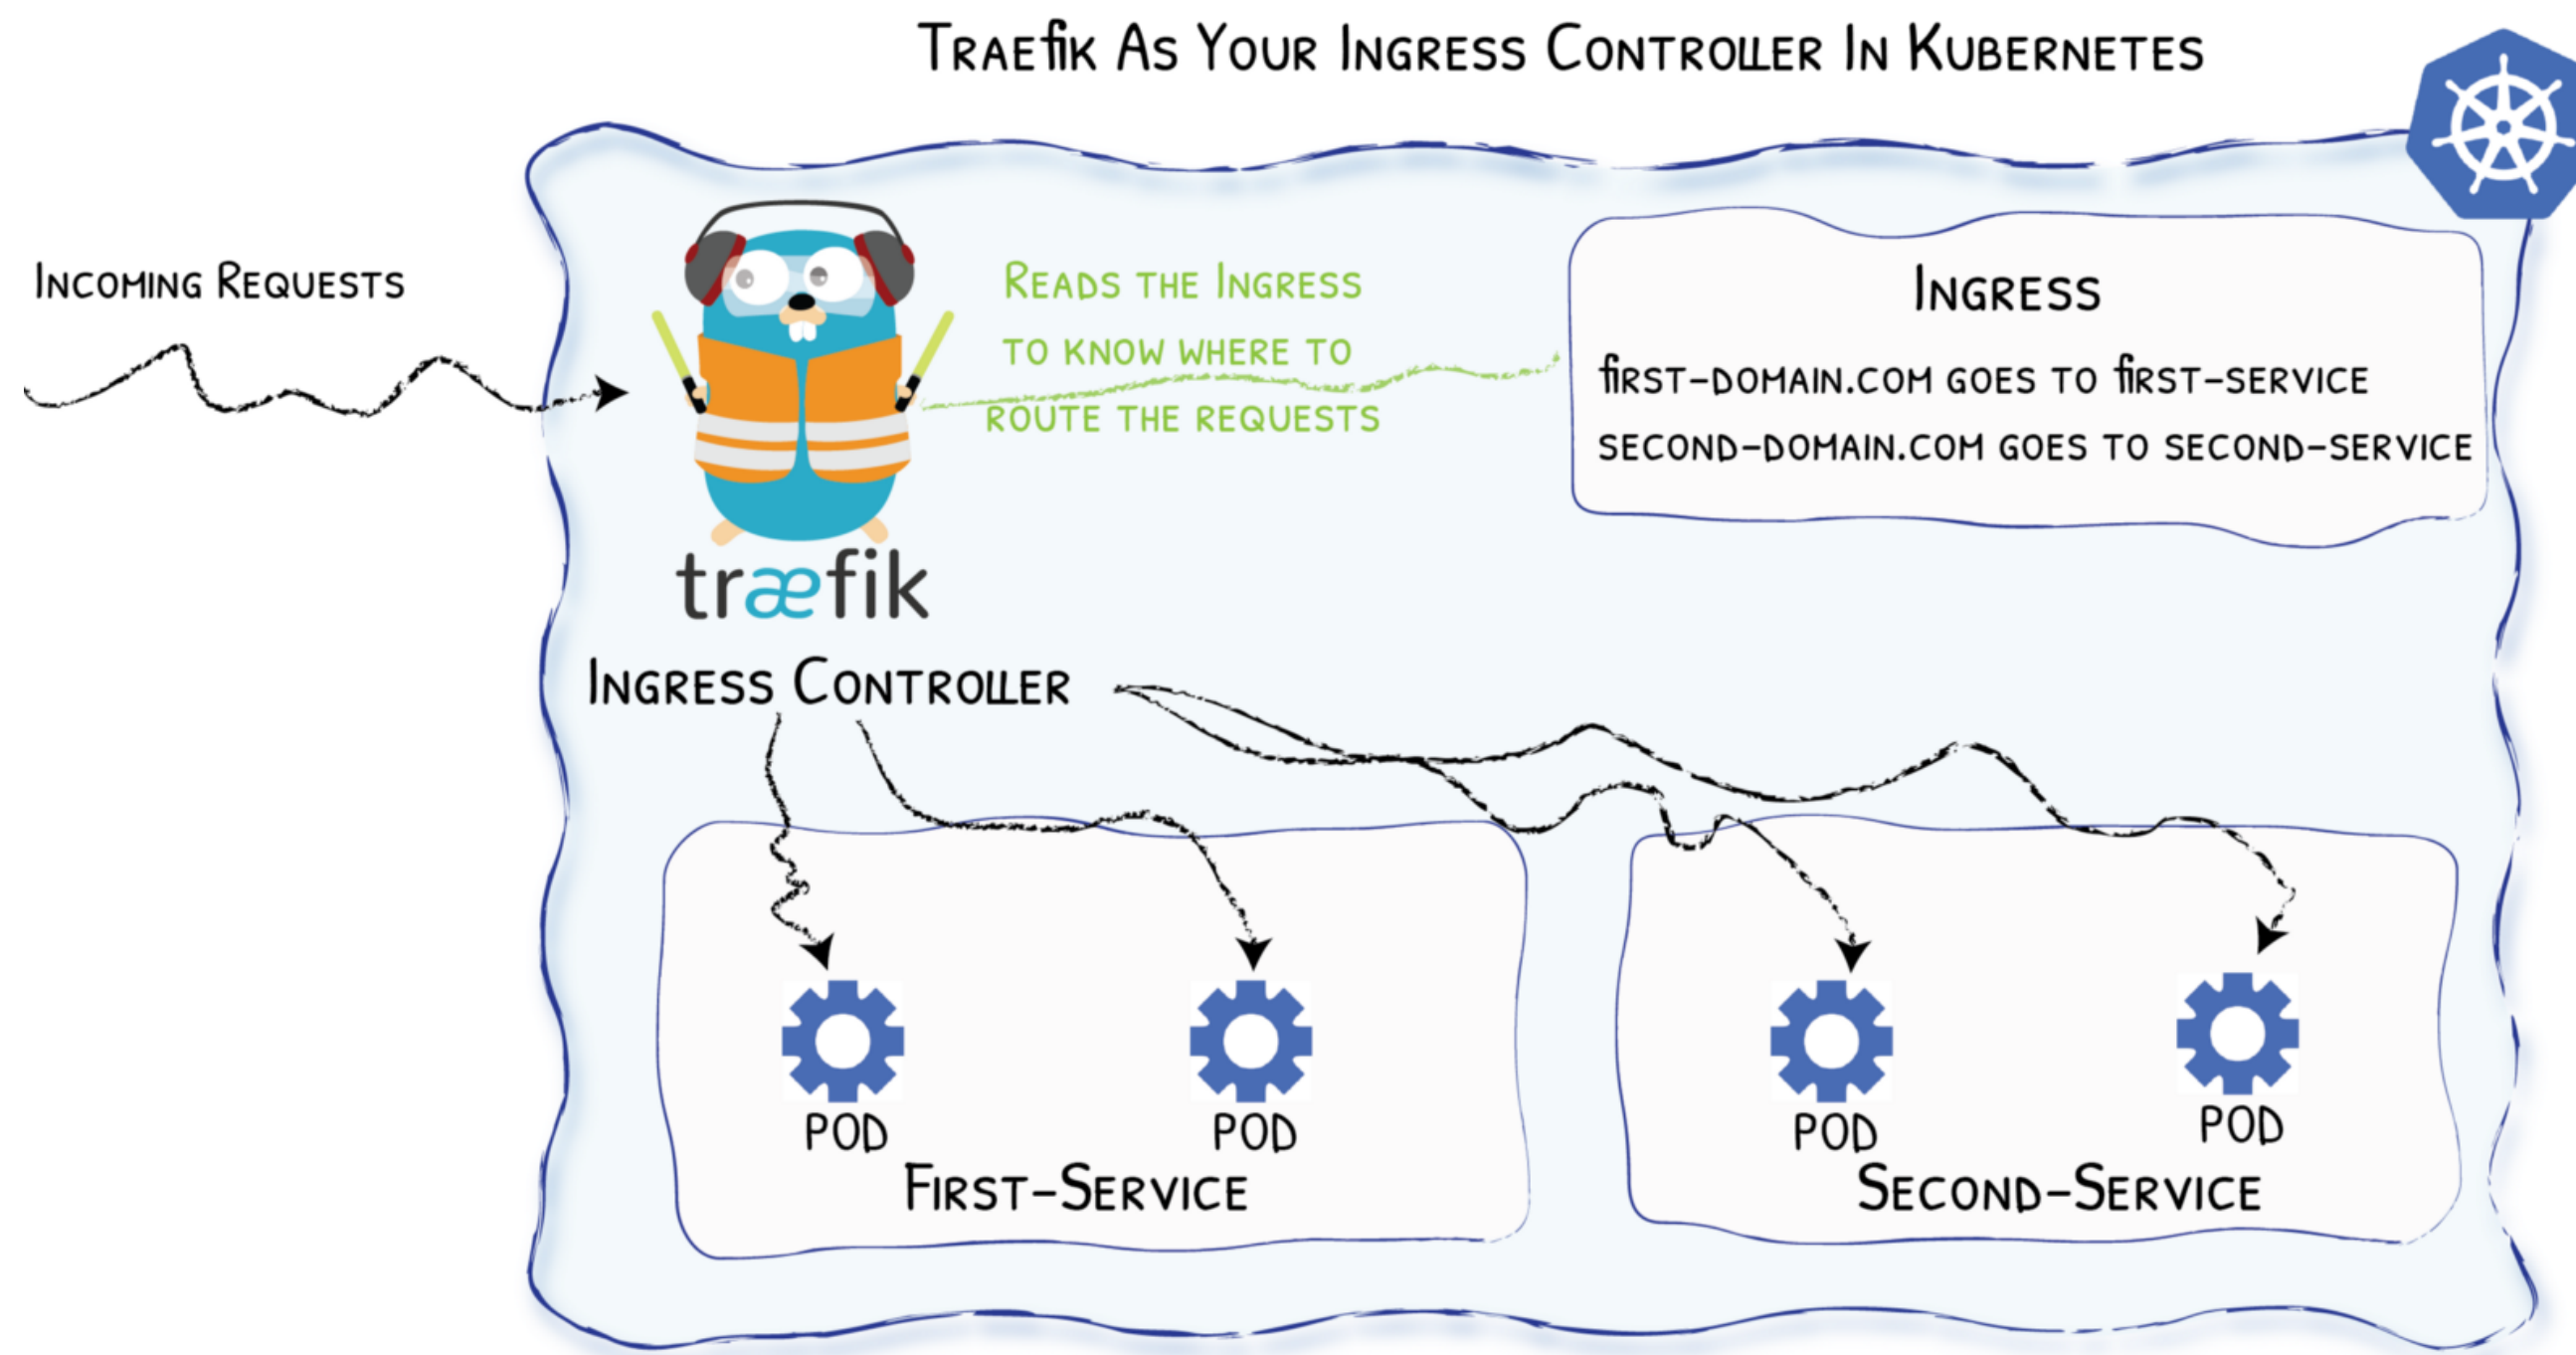 Traefik As Your Ingress Controller In Kubernetes
Incoming Requests
Reads the Ingress
to know where to
route the requests
Ingress
first-domain.com goes to first-service
second-domain.com goes to second-service
træfik
Ingress Controller
pod
pod
First-Service
pod
pod
Second-Service